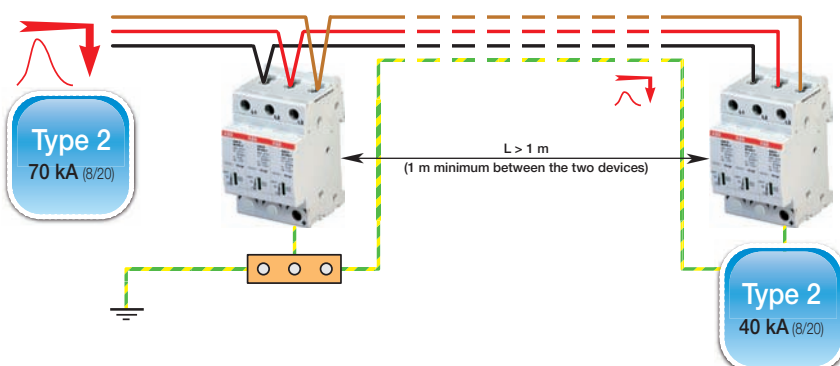 Type 2
70 kA (8/20)
L > 1 m
(1 m minimum between the two devices)
Type 2
40 kA (8/20)